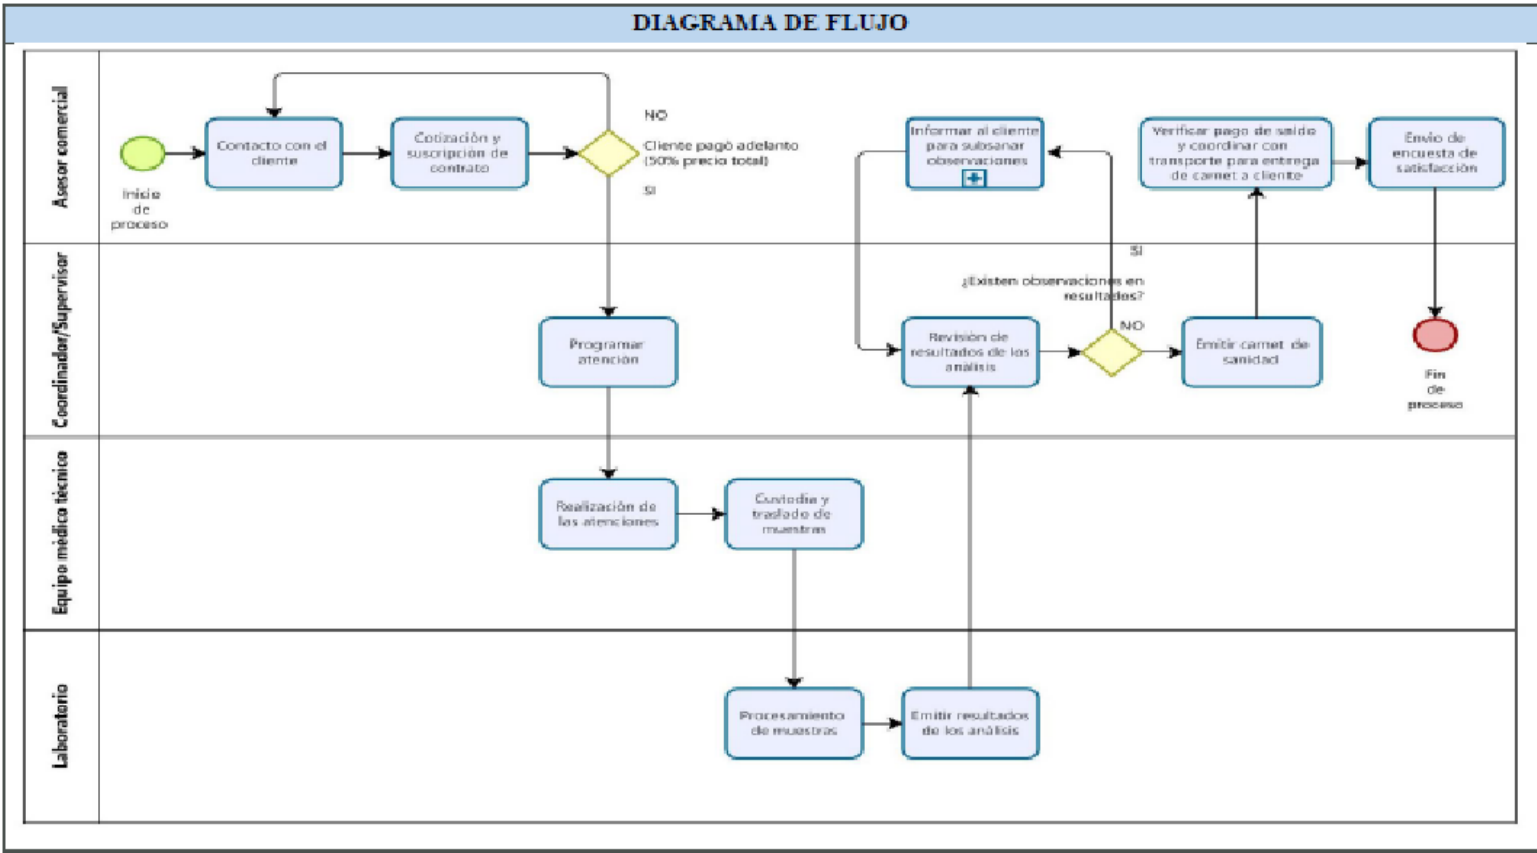 DIAGRAMA DE FLUJO
Asesor comercial
Inicio
de
proceso
Contacto con el
cliente
Cotización y
suscripción de
contrato
NO
Cliente pagó adelanto
(50% precio total)
SI
Informar al cliente
para subsanar
observaciones
Verificar pago de saldo
y coordinar con
transporte para entrega
de carnet a cliente
Envío de
encuesta de
satisfacción
Coordinador/Supervisor
Programar
atención
Revisión de
resultados de los
análisis
SI
¿Existen observaciones en
resultados?
NO
Emitir carnet de
sanidad
Fin
de
proceso
Equipo médico técnico
Realización de
las atenciones
Custodia y
traslado de
muestras
Laboratorio
Procesamiento
de muestras
Emitir resultados
de los análisis